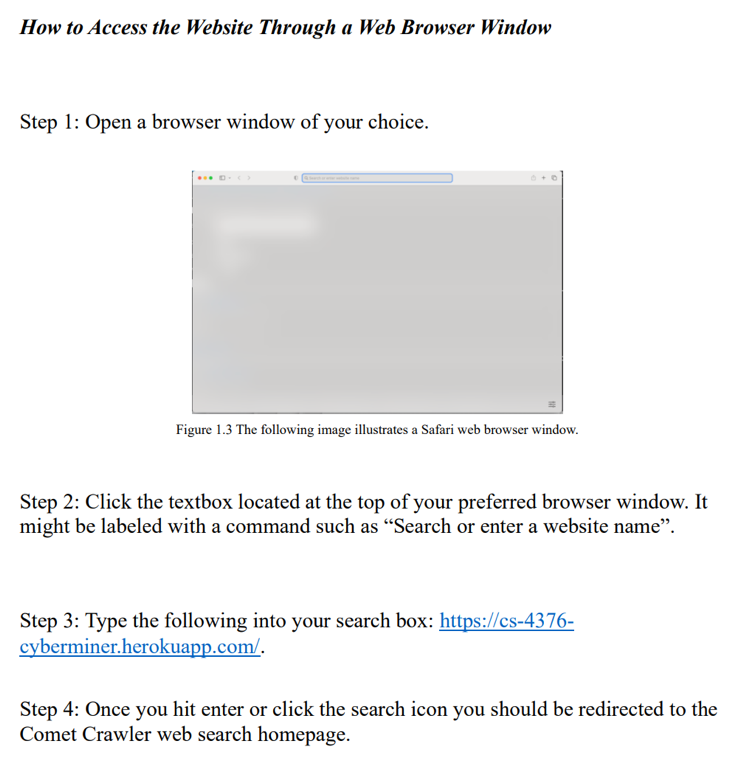 How to Access the Website Through a Web Browser Window
Step 1: Open a browser window of your choice.
Figure 1.3 The following image illustrates a Safari web browser window.
Step 2: Click the textbox located at the top of your preferred browser window. It
might be labeled with a command such as “Search or enter a website name”.
Step 3: Type the following into your search box: https://cs-4376-
cyberminer.herokuapp.com/.
Step 4: Once you hit enter or click the search icon you should be redirected to the
Comet Crawler web search homepage.